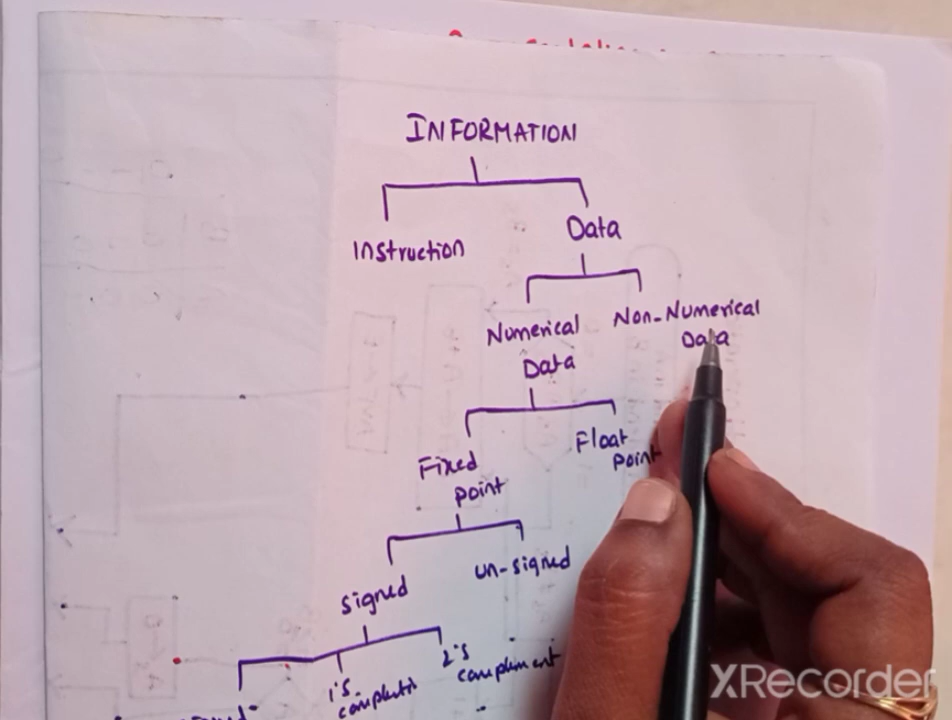 INFORMATION
Instruction
Data
Numerical
Data
Non-Numerical
Data
Fixed
point
Float
point
signed
un-signed
1's
2's
complement
XRecorder